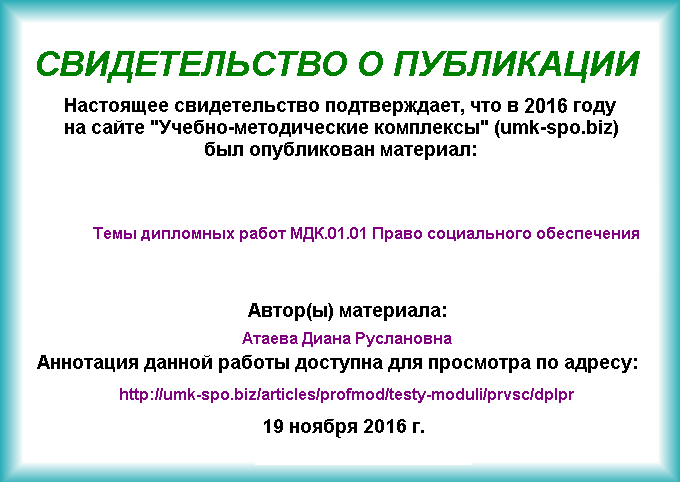 СВИДЕТЕЛЬСТВО О ПУБЛИКАЦИИ
Настоящее свидетельство подтверждает, что в 2016 году
на сайте "Учебно-методические комплексы" (umk-spo.biz)
был опубликован материал:
Темы дипломных работ МДК.01.01 Право социального обеспечения
Автор(ы) материала:
Атаева Диана Руслановна
Аннотация данной работы доступна для просмотра по адресу:
http://umk-spo.biz/articles/profmod/testy-moduli/prvsc/dplpr
19 ноября 2016 г.